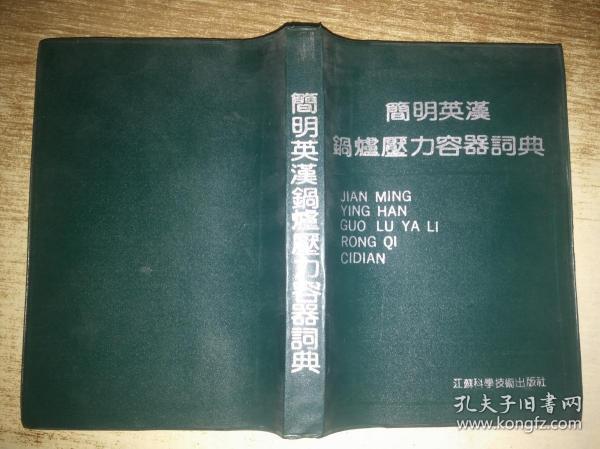 簡明英漢鍋爐壓力容器詞典
簡明英漢
鍋爐壓力容器詞典
JIAN MING
YING HAN
GUO LU YA LI
RONG QI
CIDIAN
江蘇科學技術出版社
孔夫子旧书网
www.kongfz.com